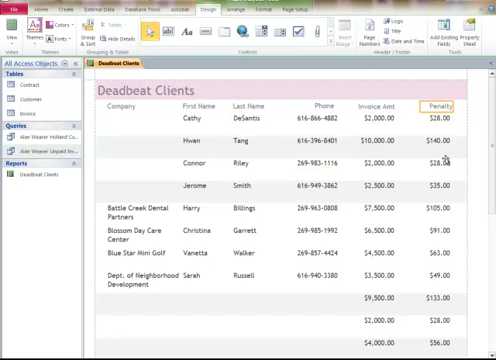 File Home Create External Data Database Tools Acrobat Design Arrange Format Page Setup
View Themes Colors Fonts Group & Sort Totals Insert Image Page Numbers Logo Title Date and Time Add Existing Fields Property Sheet
Views Themes Grouping & Totals Controls Header / Footer Tools
All Access Objects
Tables
Contract
Customer
Invoice
Queries
Alan Weaver Holland Co
Alan Weaver Unpaid By
Reports
Deadbeat Clients
Deadbeat Clients
Deadbeat Clients
Company First Name Last Name Phone Invoice Amt Penalty
Cathy DeSantis 616-866-4882 $2,000.00 $28.00
Hwan Tang 616-396-8401 $10,000.00 $140.00
Connor Riley 269-983-1116 $2,000.00 $28.00
Jerome Smith 616-949-3862 $2,500.00 $35.00
Battle Creek Dental Harry Billings 269-963-0808 $7,500.00 $105.00
Partners
Blossom Day Care Christina Garrett 269-985-1992 $6,500.00 $91.00
Center
Blue Star Mini Golf Vanetta Walker 269-857-4424 $4,500.00 $63.00
Dept. of Neighborhood Sarah Russell 616-940-3380 $3,500.00 $49.00
Development
$9,500.00 $133.00
$2,000.00 $28.00
$4,000.00 $56.00